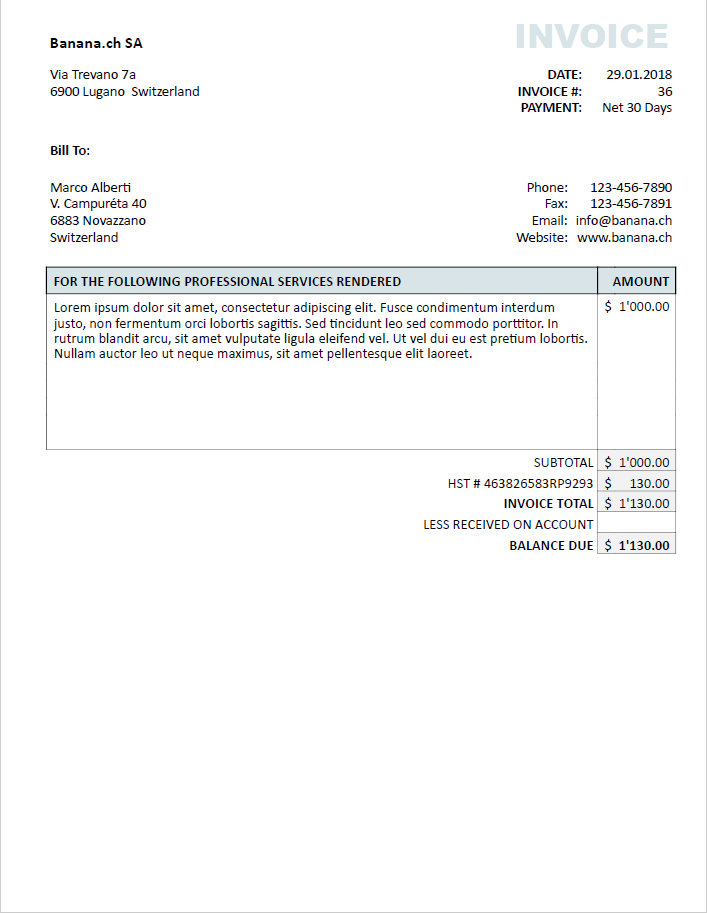 INVOICE
Banana.ch SA
Via Trevano 7a
6900 Lugano  Switzerland
DATE: 29.01.2018
INVOICE #: 36
PAYMENT: Net 30 Days
Bill To:
Marco Alberti
V. Campuréta 40
6883 Novazzano
Switzerland
Phone: 123-456-7890
Fax: 123-456-7891
Email: info@banana.ch
Website: www.banana.ch
FOR THE FOLLOWING PROFESSIONAL SERVICES RENDERED AMOUNT
Lorem ipsum dolor sit amet, consectetur adipiscing elit. Fusce condimentum interdum $ 1'000.00
justo, non fermentum orci lobortis sagittis. Sed tincidunt leo sed commodo porttitor. In
rutrum blandit arcu, sit amet vulputate ligula eleifend vel. Ut vel dui eu est pretium lobortis.
Nullam auctor leo ut neque maximus, sit amet pellentesque elit laoreet.
SUBTOTAL $ 1'000.00
HST # 463826583RP9293 $ 130.00
INVOICE TOTAL $ 1'130.00
LESS RECEIVED ON ACCOUNT
BALANCE DUE $ 1'130.00